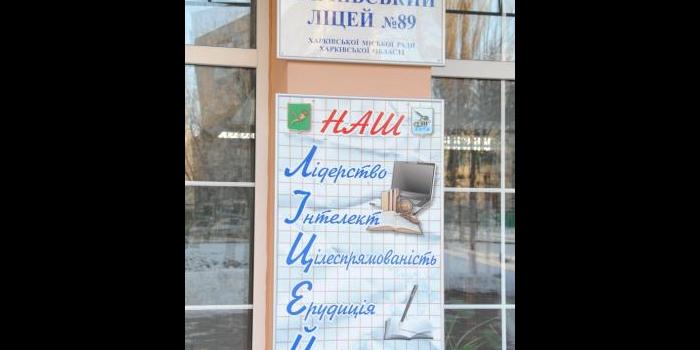 ЛІЦЕЙ №89
ХАРКІВСЬКОЇ МІСЬКОЇ РАДИ
ХАРКІВСЬКОЇ ОБЛАСТІ
НАШ
Лідерство
Інтелект
Цілеспрямованість
Ерудиція
Й